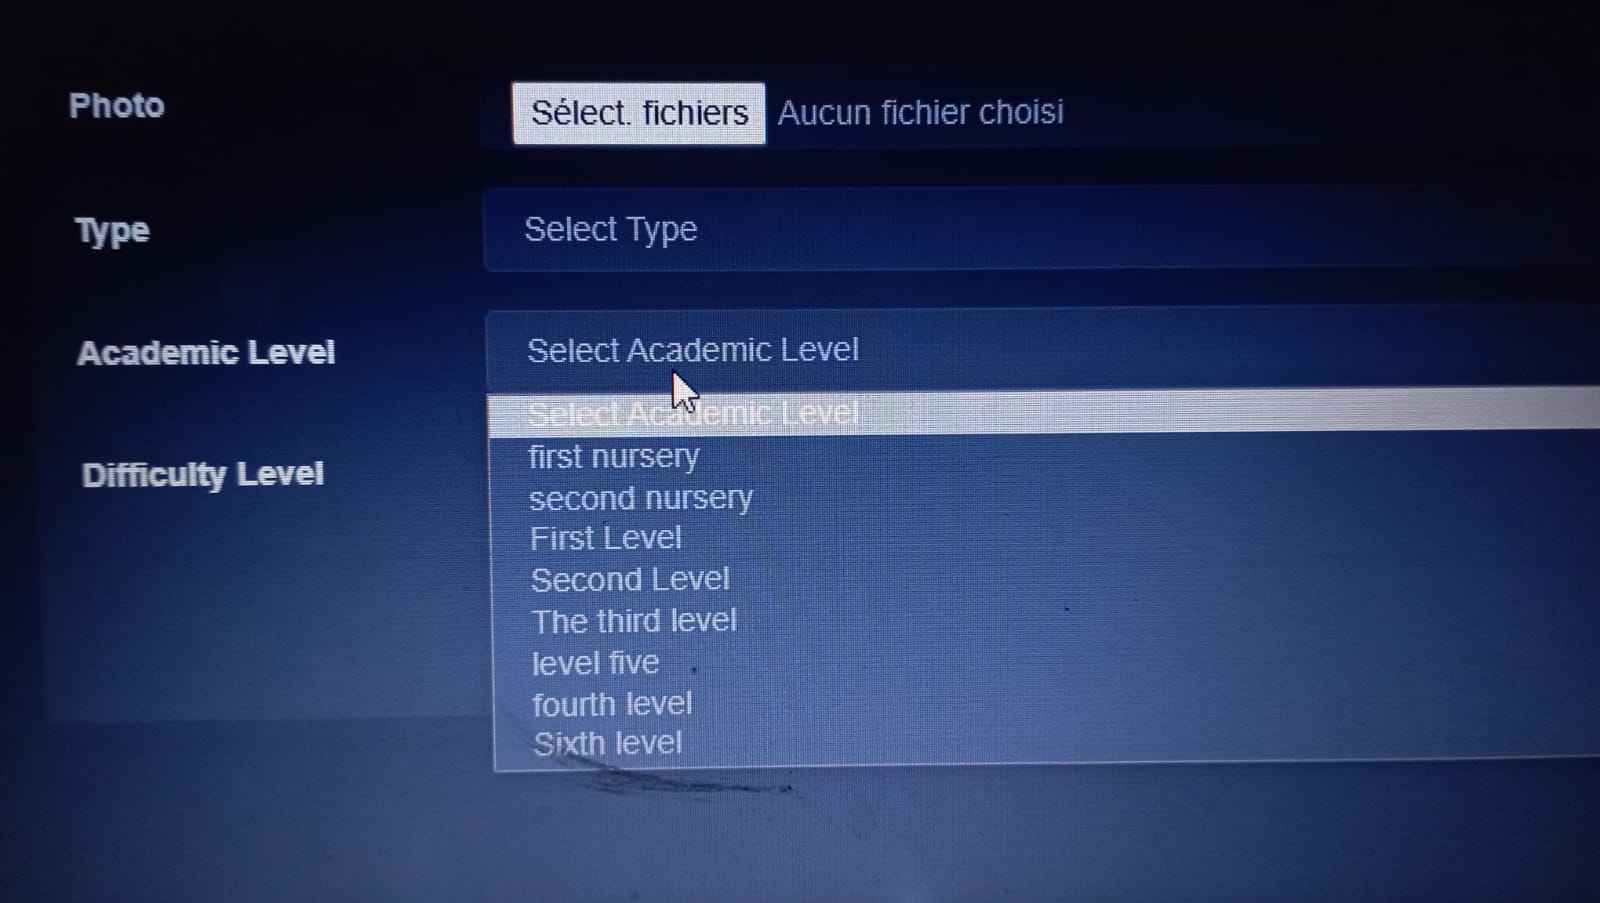 Photo
Sélect. fichiers Aucun fichier choisi
Type
Select Type
Academic Level
Select Academic Level
Select Academic Level
first nursery
second nursery
First Level
Second Level
The third level
level five
fourth level
Sixth level
Difficulty Level